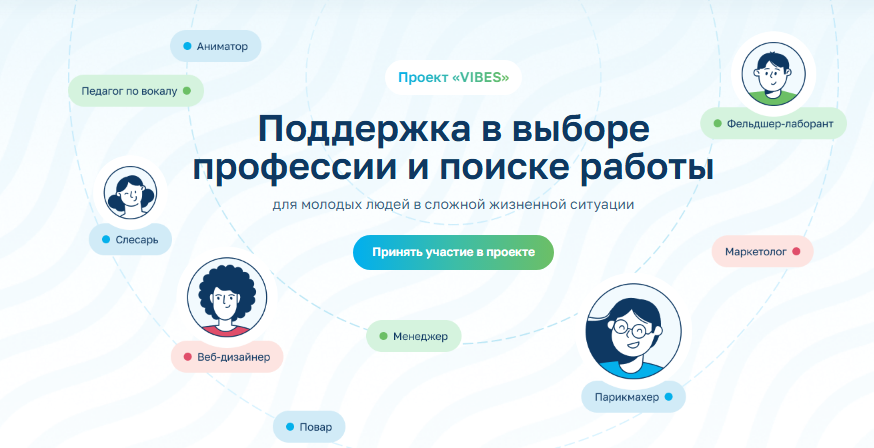 Аниматор
Проект «VIBES»
Педагог по вокалу
Поддержка в выборе
Фельдшер-лаборант
профессии и поиске работы
для молодых людей в сложной жизненной ситуации
Слесарь
Принять участие в проекте
Маркетолог
Менеджер
Веб-дизайнер
Парикмахер
Повар